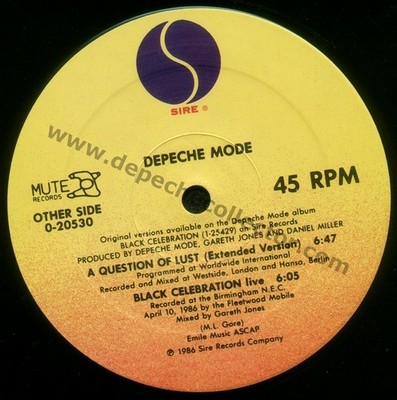 SIRE ®
DEPECHE MODE
MUTE
RECORDS
45 RPM
OTHER SIDE
0-20530
Original versions available on the Depeche Mode album
BLACK CELEBRATION (1-25429) on Sire Records
PRODUCED BY DEPECHE MODE, GARETH JONES AND DANIEL MILLER
A QUESTION OF LUST (Extended Version) 6:47
Programmed at Worldwide International
Recorded and Mixed at Westside, London and Hansa, Berlin
BLACK CELEBRATION live 6:05
Recorded at the Birmingham N.E.C.
April 10, 1986 by the Fleetwood Mobile
Mixed by Gareth Jones
(M.L. Gore)
Emile Music ASCAP
℗ 1986 Sire Records Company
www.depechecollection.com